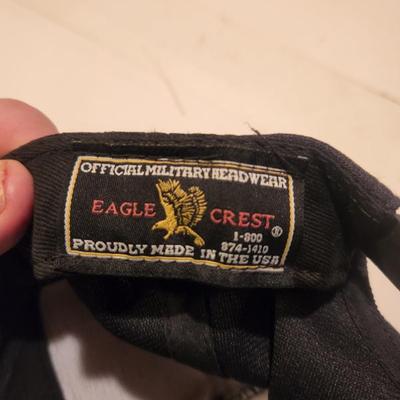 OFFICIAL MILITARY HEADWEAR
EAGLE CREST®
1-800
874-1410
PROUDLY MADE IN THE USA